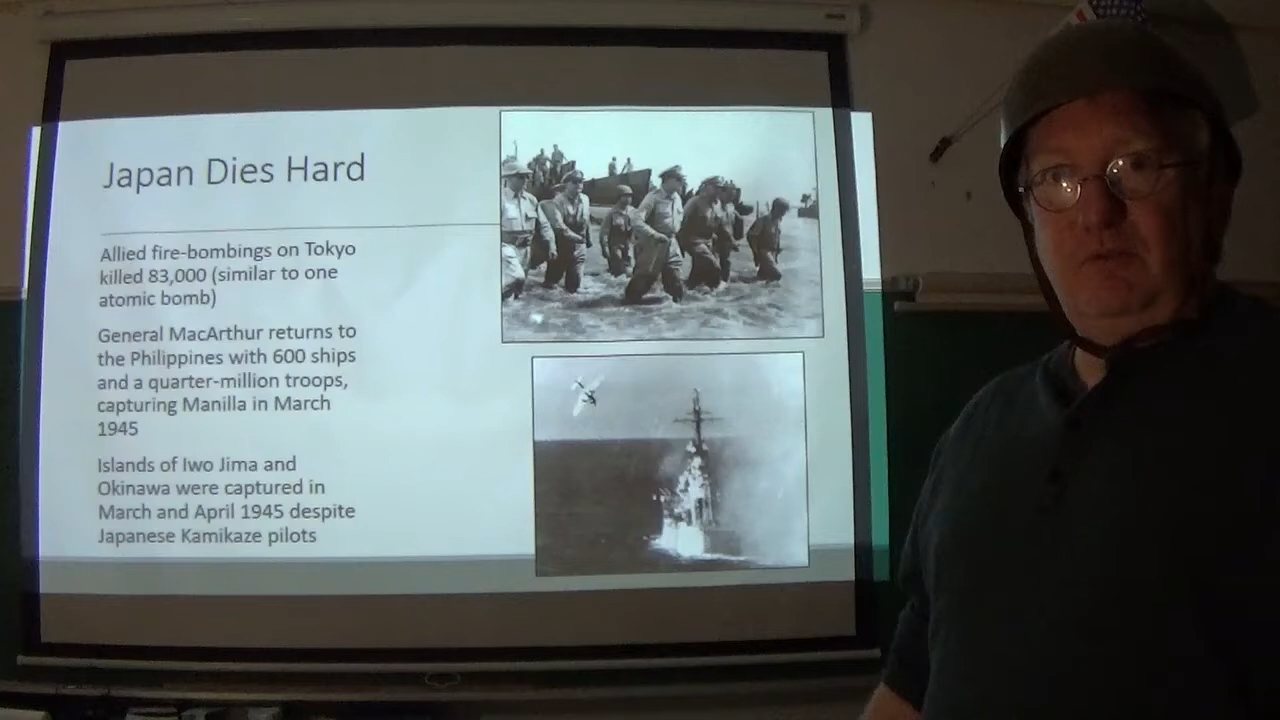 Japan Dies Hard
Allied fire-bombings on Tokyo
killed 83,000 (similar to one
atomic bomb)
General MacArthur returns to
the Philippines with 600 ships
and a quarter-million troops,
capturing Manilla in March
1945
Islands of Iwo Jima and
Okinawa were captured in
March and April 1945 despite
Japanese Kamikaze pilots